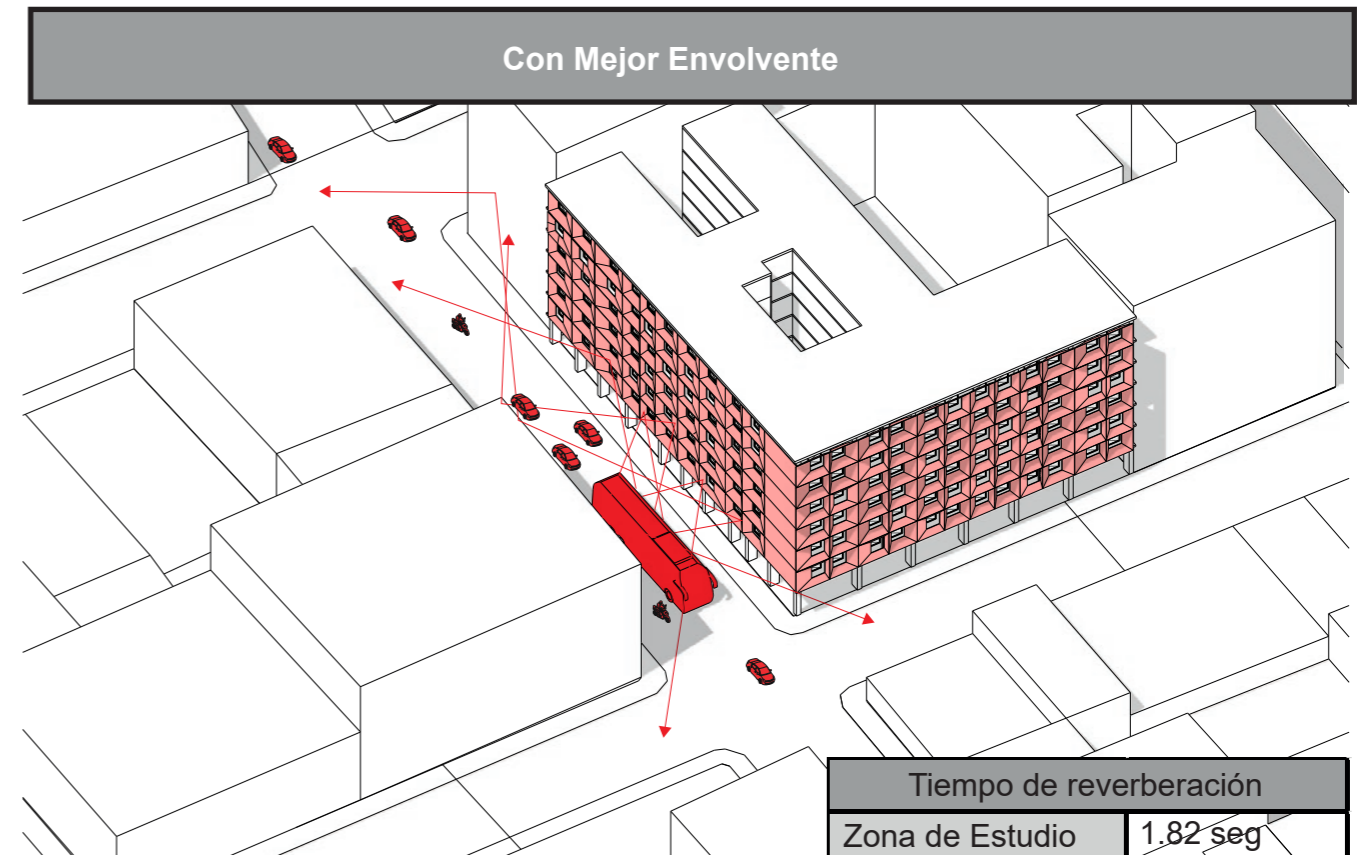 Con Mejor Envolvente
Tiempo de reverberación
Zona de Estudio 1.82 seg